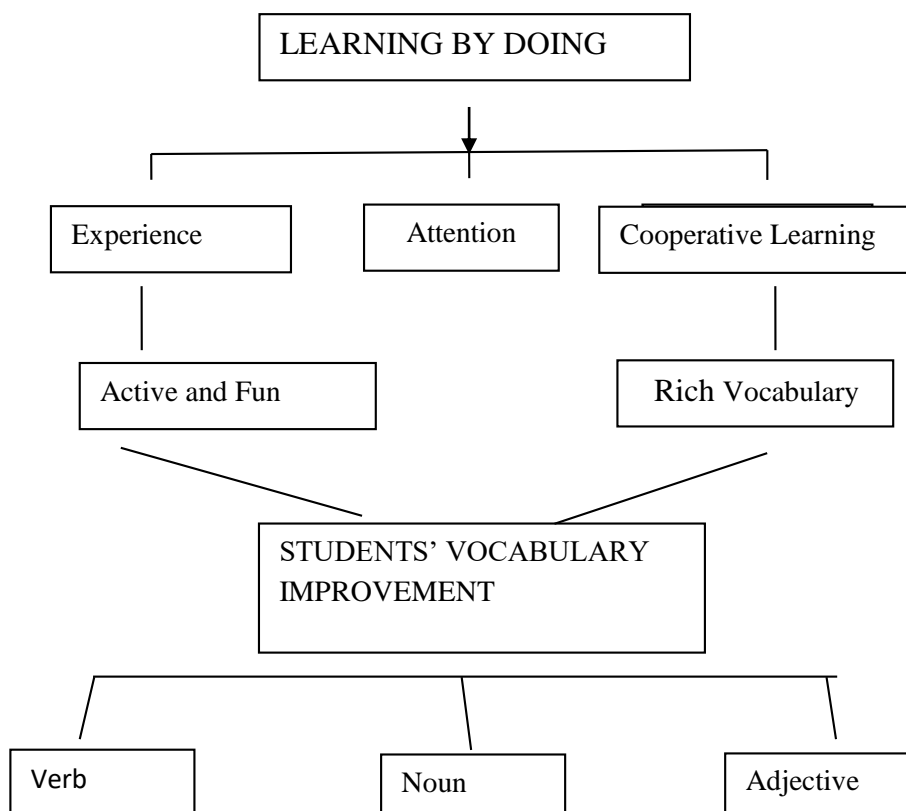 LEARNING BY DOING
Experience
Attention
Cooperative Learning
Active and Fun
Rich Vocabulary
STUDENTS’ VOCABULARY
IMPROVEMENT
Verb
Noun
Adjective